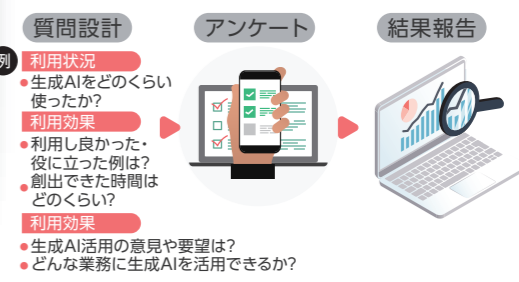 質問設計
アンケート
結果報告
例
利用状況
●生成AIをどのくらい
使ったか?
利用効果
●利用し良かった・
役に立った例は?
●創出できた時間は
どのくらい?
利用効果
●生成AI活用の意見や要望は?
●どんな業務に生成AIを活用できるか?